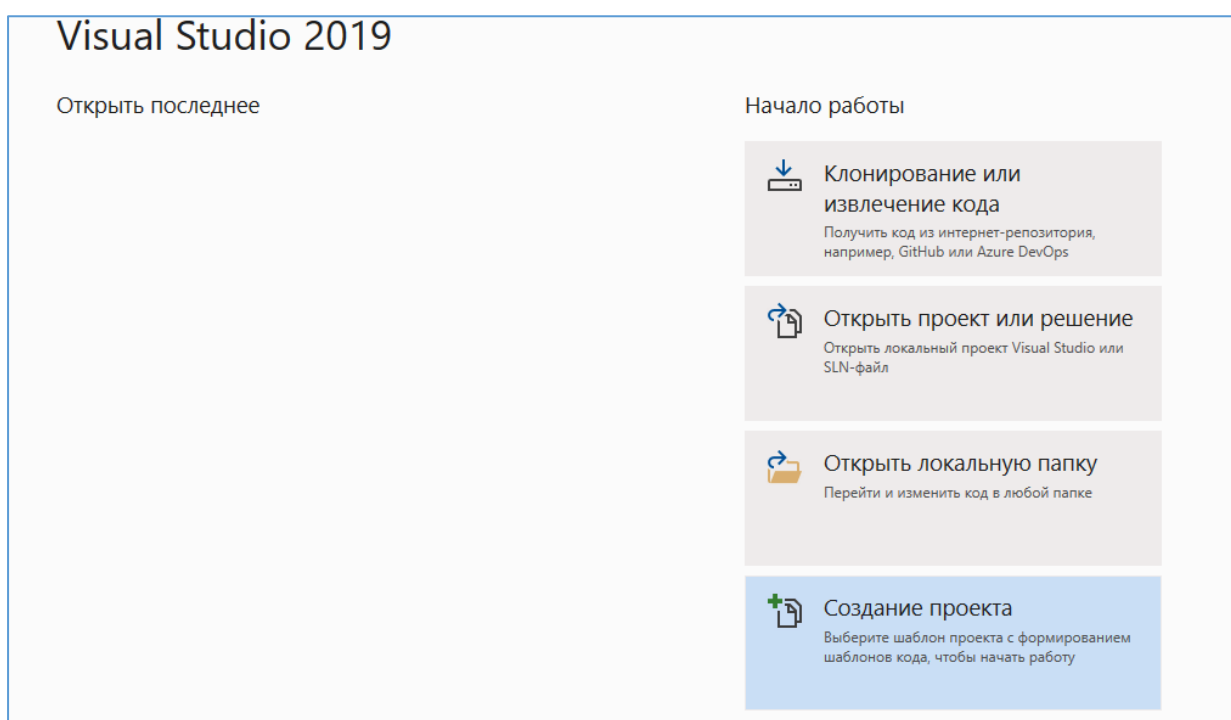 Visual Studio 2019
Открыть последнее
Начало работы
Клонирование или
извлечение кода
Получить код из интернет-репозитория,
например, GitHub или Azure DevOps
Открыть проект или решение
Открыть локальный проект Visual Studio или
SLN-файл
Открыть локальную папку
Перейти и изменить код в любой папке
Создание проекта
Выберите шаблон проекта с формированием
шаблонов кода, чтобы начать работу